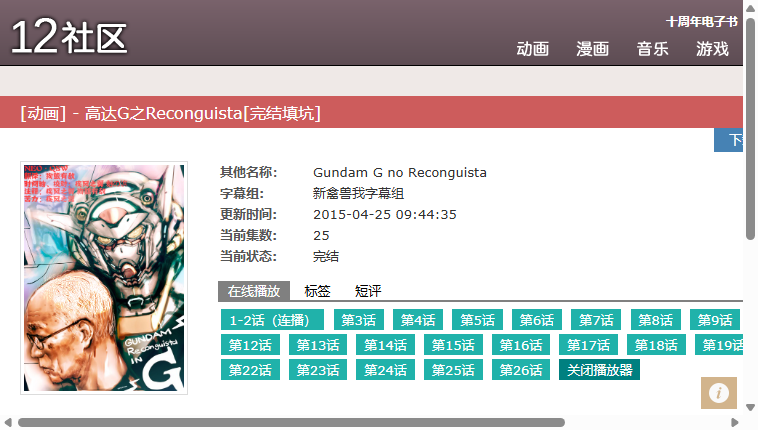 12社区
十周年电子书
动画 漫画 音乐 游戏
[动画] - 高达G之Reconguista[完结填坑]
其他名称: Gundam G no Reconguista
字幕组: 新禽兽我字幕组
更新时间: 2015-04-25 09:44:35
当前集数: 25
当前状态: 完结
在线播放 标签 短评
1-2话（连播） 第3话 第4话 第5话 第6话 第7话 第8话 第9话
第12话 第13话 第14话 第15话 第16话 第17话 第18话 第19话
第22话 第23话 第24话 第25话 第26话 关闭播放器
GUNDAM
Reconguista
IN
G